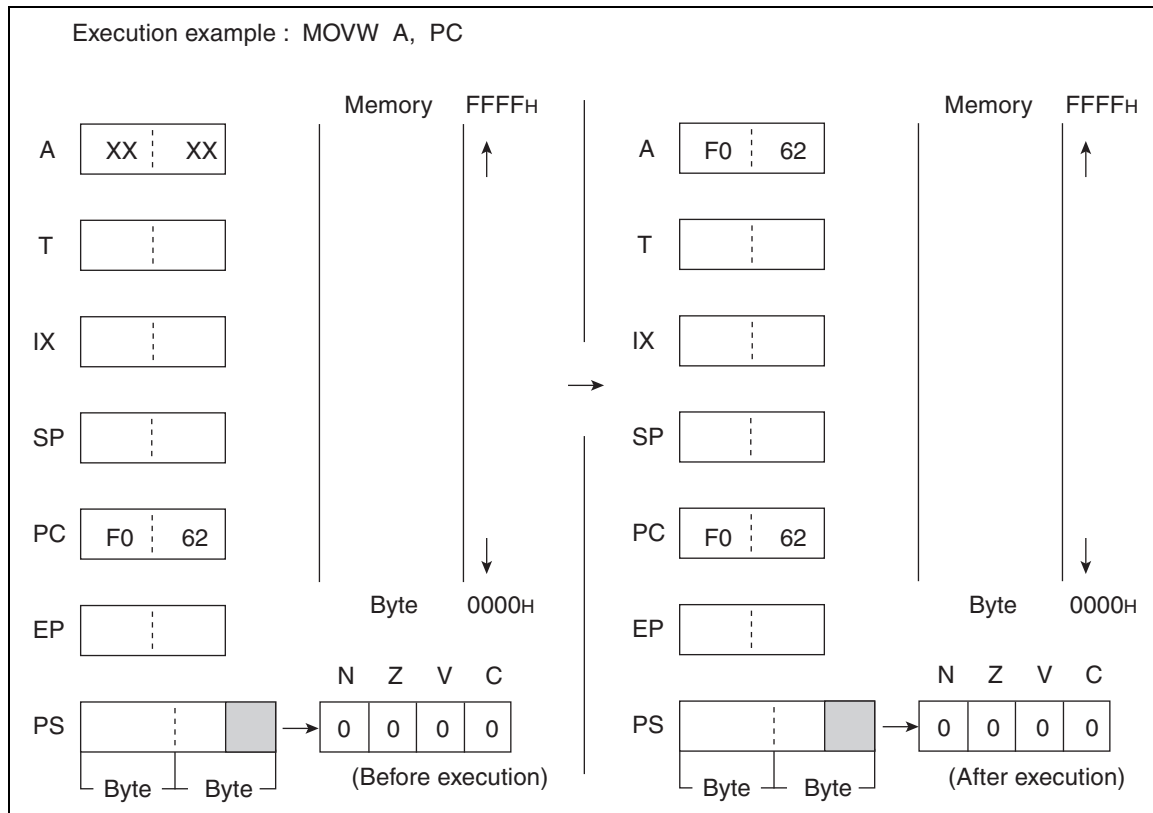 Execution example : MOVW A, PC
Memory FFFFH
A XX XX
T
IX
SP
PC F0 62
Byte 0000H
EP
N Z V C
PS 0 0 0 0
Byte Byte
(Before execution)
Memory FFFFH
A F0 62
T
IX
SP
PC F0 62
Byte 0000H
EP
N Z V C
PS 0 0 0 0
Byte Byte
(After execution)